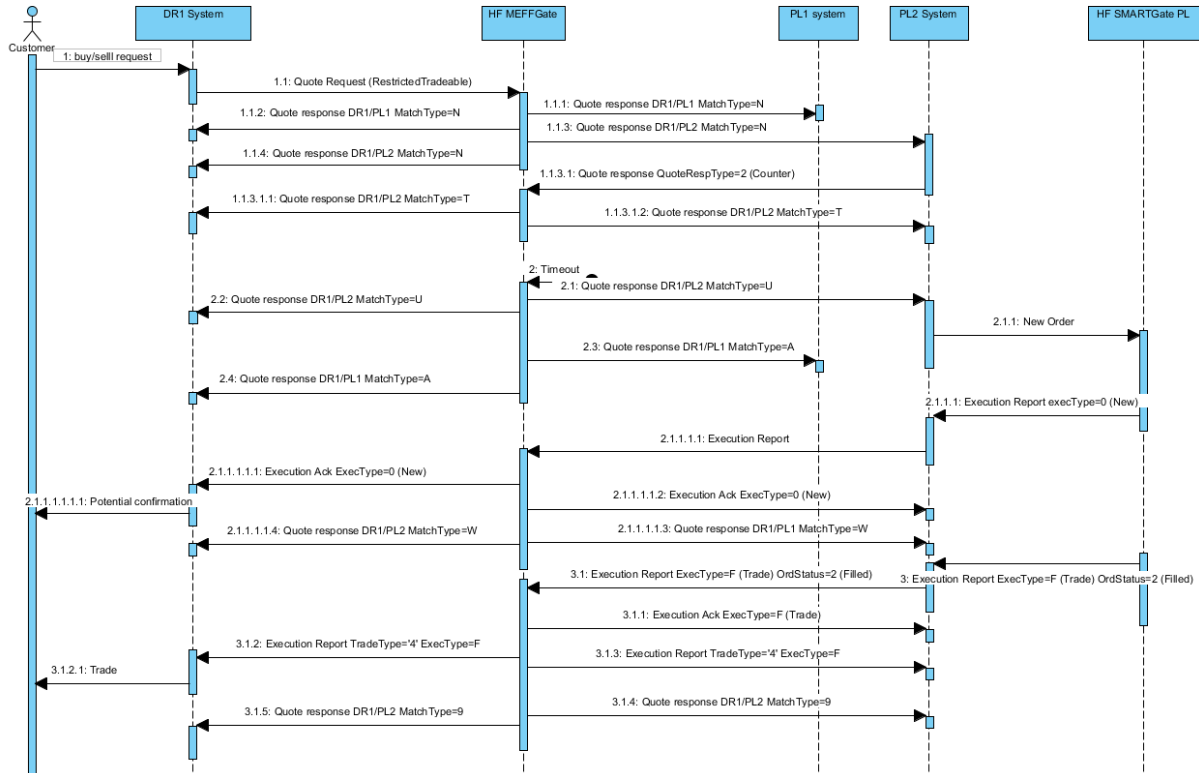 DR1 System
HF MEFFGate
PL1 system
PL2 System
HF SMARTGate PL
Customer
1: buy/selll request
1.1: Quote Request (RestrictedTradeable)
1.1.1: Quote response DR1/PL1 MatchType=N
1.1.2: Quote response DR1/PL1 MatchType=N
1.1.3: Quote response DR1/PL2 MatchType=N
1.1.4: Quote response DR1/PL2 MatchType=N
1.1.3.1: Quote response QuoteRespType=2 (Counter)
1.1.3.1.1: Quote response DR1/PL2 MatchType=T
1.1.3.1.2: Quote response DR1/PL2 MatchType=T
2: Timeout
2.1: Quote response DR1/PL2 MatchType=U
2.2: Quote response DR1/PL2 MatchType=U
2.1.1: New Order
2.3: Quote response DR1/PL1 MatchType=A
2.4: Quote response DR1/PL1 MatchType=A
2.1.1.1: Execution Report execType=0 (New)
2.1.1.1.1: Execution Report
2.1.1.1.1.1: Execution Ack ExecType=0 (New)
2.1.1.1.1.1.1: Potential confirmation
2.1.1.1.1.2: Execution Ack ExecType=0 (New)
2.1.1.1.1.4: Quote response DR1/PL2 MatchType=W
2.1.1.1.1.3: Quote response DR1/PL1 MatchType=W
3.1: Execution Report ExecType=F (Trade) OrdStatus=2 (Filled)
3: Execution Report ExecType=F (Trade) OrdStatus=2 (Filled)
3.1.1: Execution Ack ExecType=F (Trade)
3.1.2: Execution Report TradeType='4' ExecType=F
3.1.3: Execution Report TradeType='4' ExecType=F
3.1.2.1: Trade
3.1.4: Quote response DR1/PL2 MatchType=9
3.1.5: Quote response DR1/PL2 MatchType=9